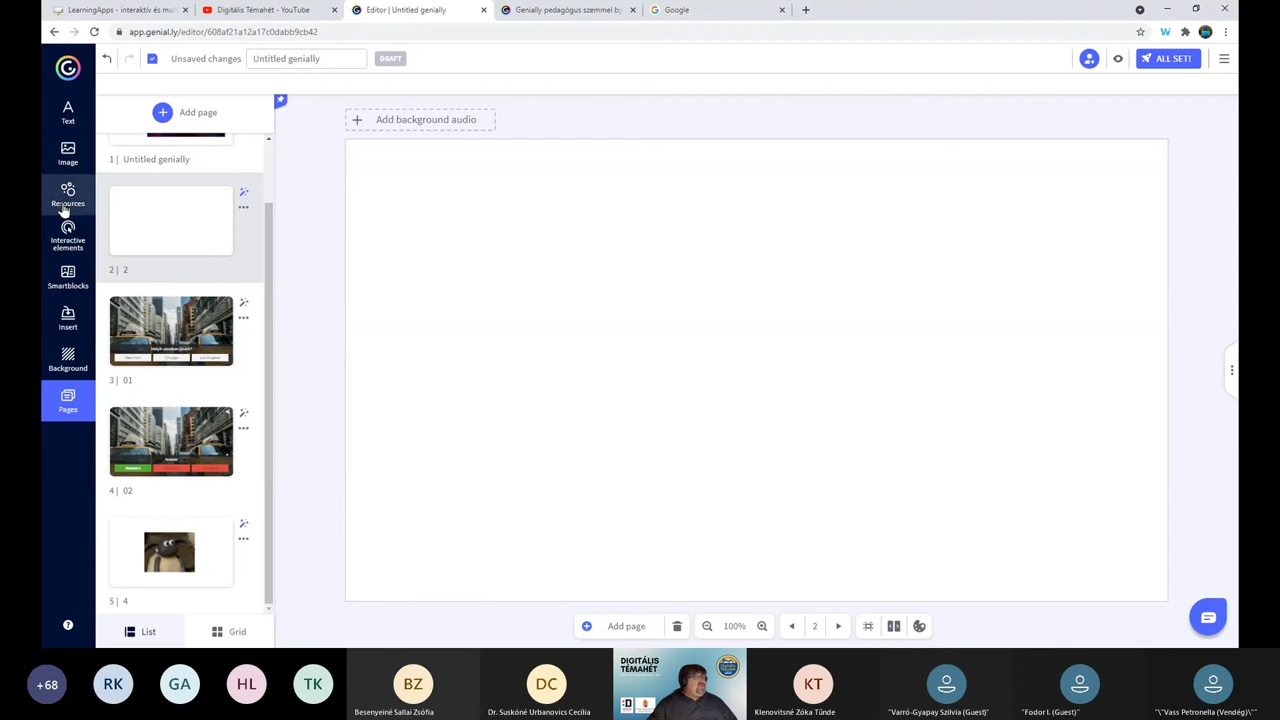 LearningApps - interaktív és mul
Digitális Témahét - YouTube
Editor | Untitled genially
Genially pedagógus szemmel by
Google
app.genial.ly/editor/608af21a12a17c0dabb9cb42
Unsaved changes
Untitled genially
DRAFT
ALL SET!
Text
Image
Resources
Interactive
elements
Smartblocks
Insert
Background
Pages
Add page
1 | Untitled genially
2 | 2
3 | 01
4 | 02
5 | 4
List
Grid
Add background audio
Add page
100%
2
+68
RK
GA
HL
TK
BZ
Besenyeiné Sallai Zsófia
DC
Dr. Suskóné Urbanovics Cecília
DIGITÁLIS
TÉMAHÉT
:D
KT
Klenovitsné Zóka Tünde
"Varró-Gyapay Szilvia (Guest)"
"Fodor I. (Guest)"
"\"Vass Petronella (Vendég)\""